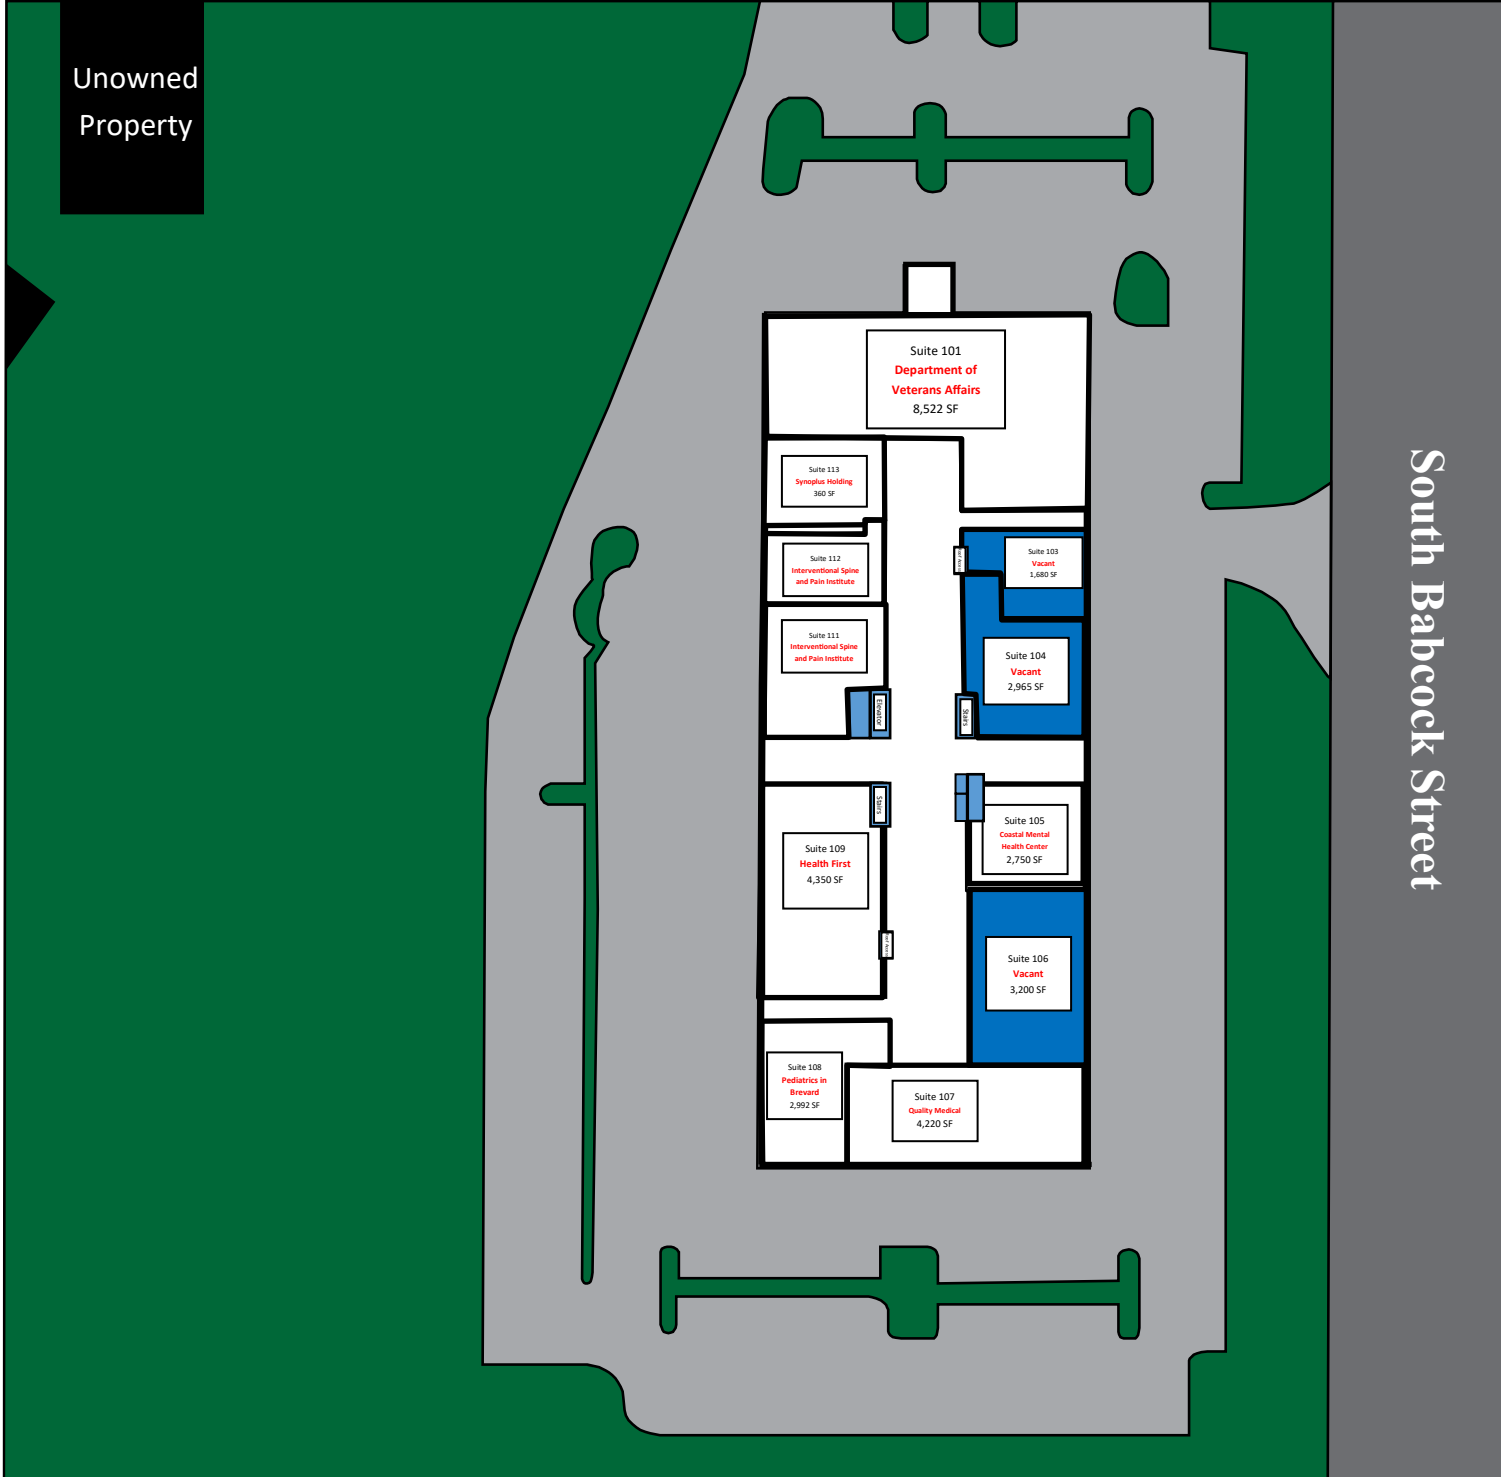 Unowned
Property
Suite 101
Department of
Veterans Affairs
8,522 SF
Suite 113
Synoplus Holding
360 SF
Suite 112
Interventional Spine
and Pain Institute
Suite 103
Vacant
1,680 SF
Suite 111
Interventional Spine
and Pain Institute
Suite 104
Vacant
2,965 SF
Elevator
Stairs
Stairs
Suite 105
Coastal Mental
Health Center
2,750 SF
Suite 109
Health First
4,350 SF
Suite 106
Vacant
3,200 SF
Suite 108
Pediatrics in
Brevard
2,992 SF
Suite 107
Quality Medical
4,220 SF
South Babcock Street